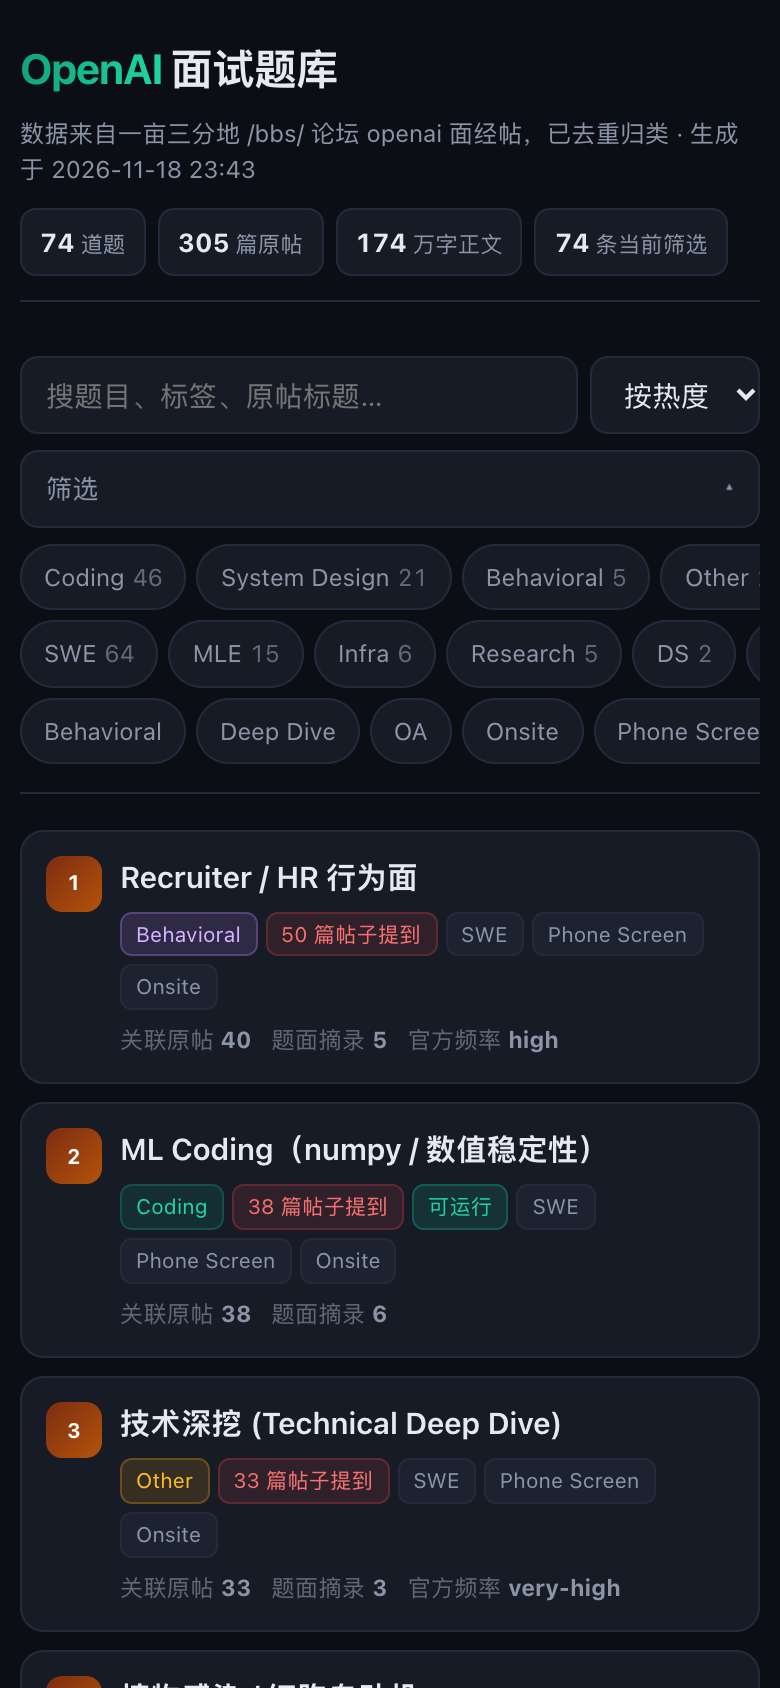 OpenAI 面试题库
数据来自一亩三分地 /bbs/ 论坛 openai 面经帖，已去重归类 · 生成
于 2026-11-18 23:43
74 道题 305 篇原帖 174 万字正文 74 条当前筛选
搜题目、标签、原帖标题... 按热度
筛选
Coding 46 System Design 21 Behavioral 5 Other
SWE 64 MLE 15 Infra 6 Research 5 DS 2
Behavioral Deep Dive OA Onsite Phone Scree
1 Recruiter / HR 行为面
Behavioral 50 篇帖子提到 SWE Phone Screen
Onsite
关联原帖 40 题面摘录 5 官方频率 high
2 ML Coding（numpy / 数值稳定性）
Coding 38 篇帖子提到 可运行 SWE
Phone Screen Onsite
关联原帖 38 题面摘录 6
3 技术深挖 (Technical Deep Dive)
Other 33 篇帖子提到 SWE Phone Screen
Onsite
关联原帖 33 题面摘录 3 官方频率 very-high